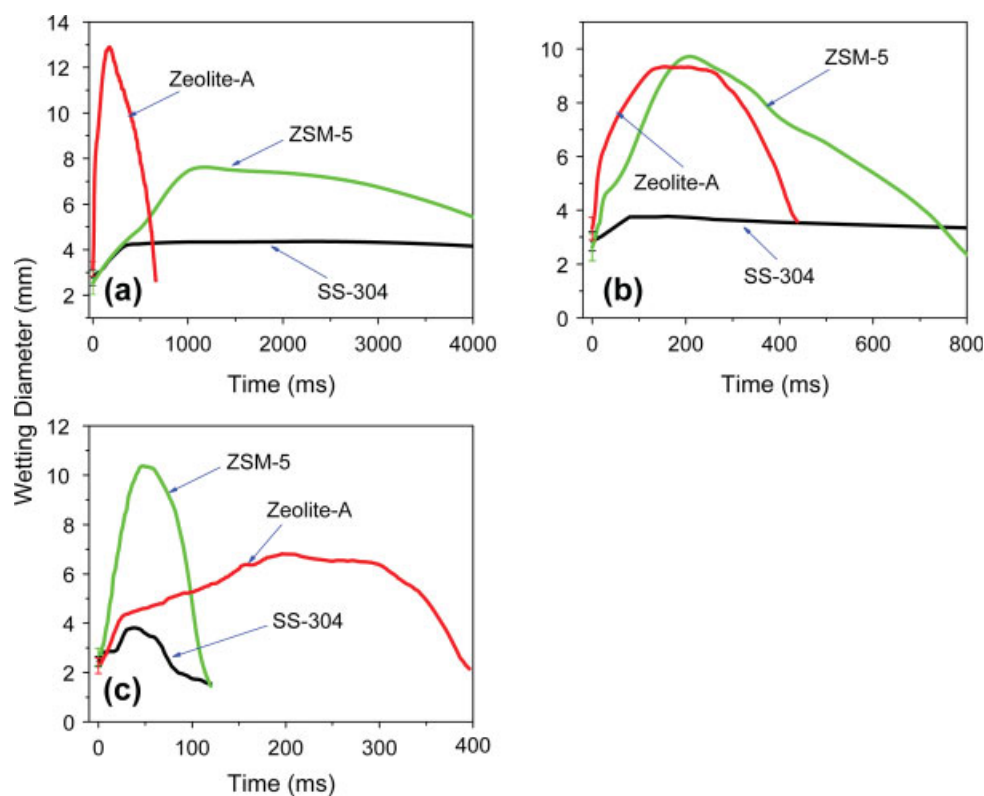 14
12
10
8
6
4
2
Zeolite-A
ZSM-5
SS-304
(a)
0
1000
2000
3000
4000
Time (ms)
10
8
6
4
2
0
ZSM-5
Zeolite-A
SS-304
(b)
0
200
400
600
800
Time (ms)
Wetting Diameter (mm)
12
10
8
6
4
2
0
ZSM-5
Zeolite-A
SS-304
(c)
0
100
200
300
400
Time (ms)